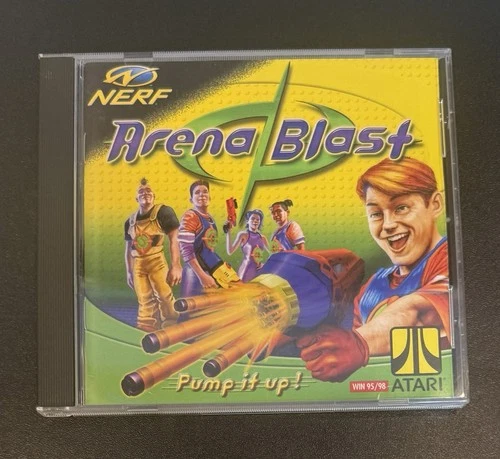 NERF
Arena Blast
Pump it up!
WIN 95/98
ATARI